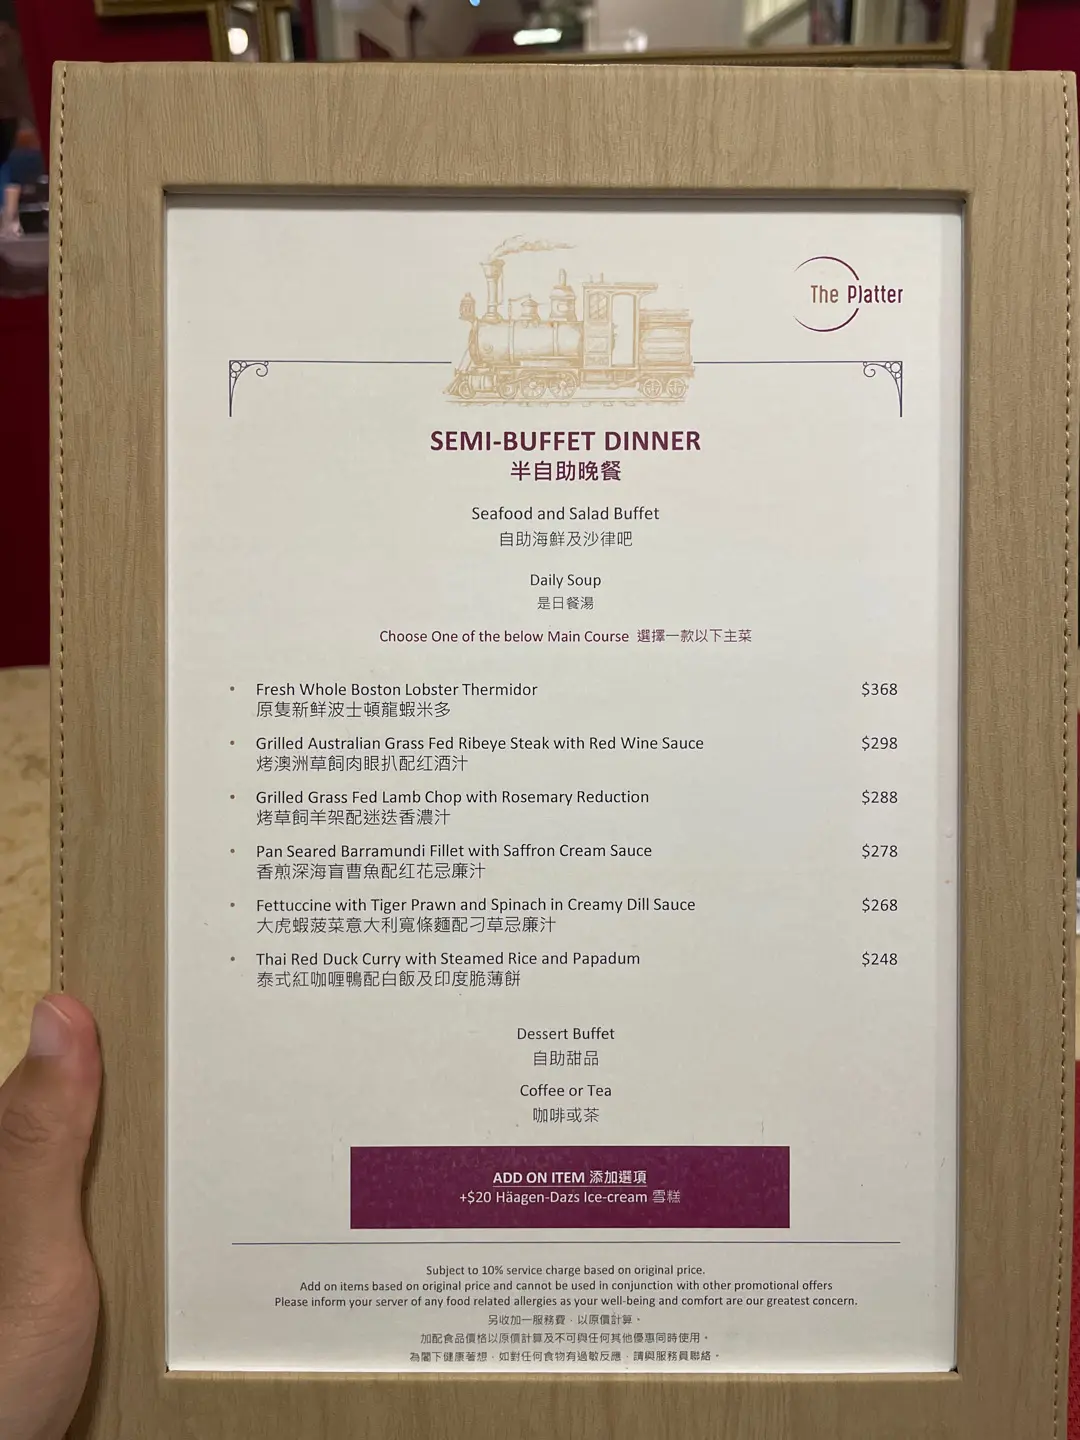 The Platter
SEMI-BUFFET DINNER
半自助晚餐
Seafood and Salad Buffet
自助海鮮及沙律吧
Daily Soup
是日餐湯
Choose One of the below Main Course 選擇一款以下主菜
• Fresh Whole Boston Lobster Thermidor $368
原隻新鮮波士頓龍蝦米多
• Grilled Australian Grass Fed Ribeye Steak with Red Wine Sauce $298
烤澳洲草飼肉眼扒配红酒汁
• Grilled Grass Fed Lamb Chop with Rosemary Reduction $288
烤草飼羊架配迷迭香濃汁
• Pan Seared Barramundi Fillet with Saffron Cream Sauce $278
香煎深海盲曹魚配红花忌廉汁
• Fettuccine with Tiger Prawn and Spinach in Creamy Dill Sauce $268
大虎蝦菠菜意大利寬條麵配刁草忌廉汁
• Thai Red Duck Curry with Steamed Rice and Papadum $248
泰式紅咖喱鴨配白飯及印度脆薄餅
Dessert Buffet
自助甜品
Coffee or Tea
咖啡或茶
ADD ON ITEM 添加選項
+$20 Häagen-Dazs Ice-cream 雪糕
Subject to 10% service charge based on original price.
Add on items based on original price and cannot be used in conjunction with other promotional offers
Please inform your server of any food related allergies as your well-being and comfort are our greatest concern.
另收加一服務費，以原價計算。
加配食品價格以原價計算及不可與任何其他優惠同時使用。
為閣下健康著想，如對任何食物有過敏反應，請與服務員聯絡。